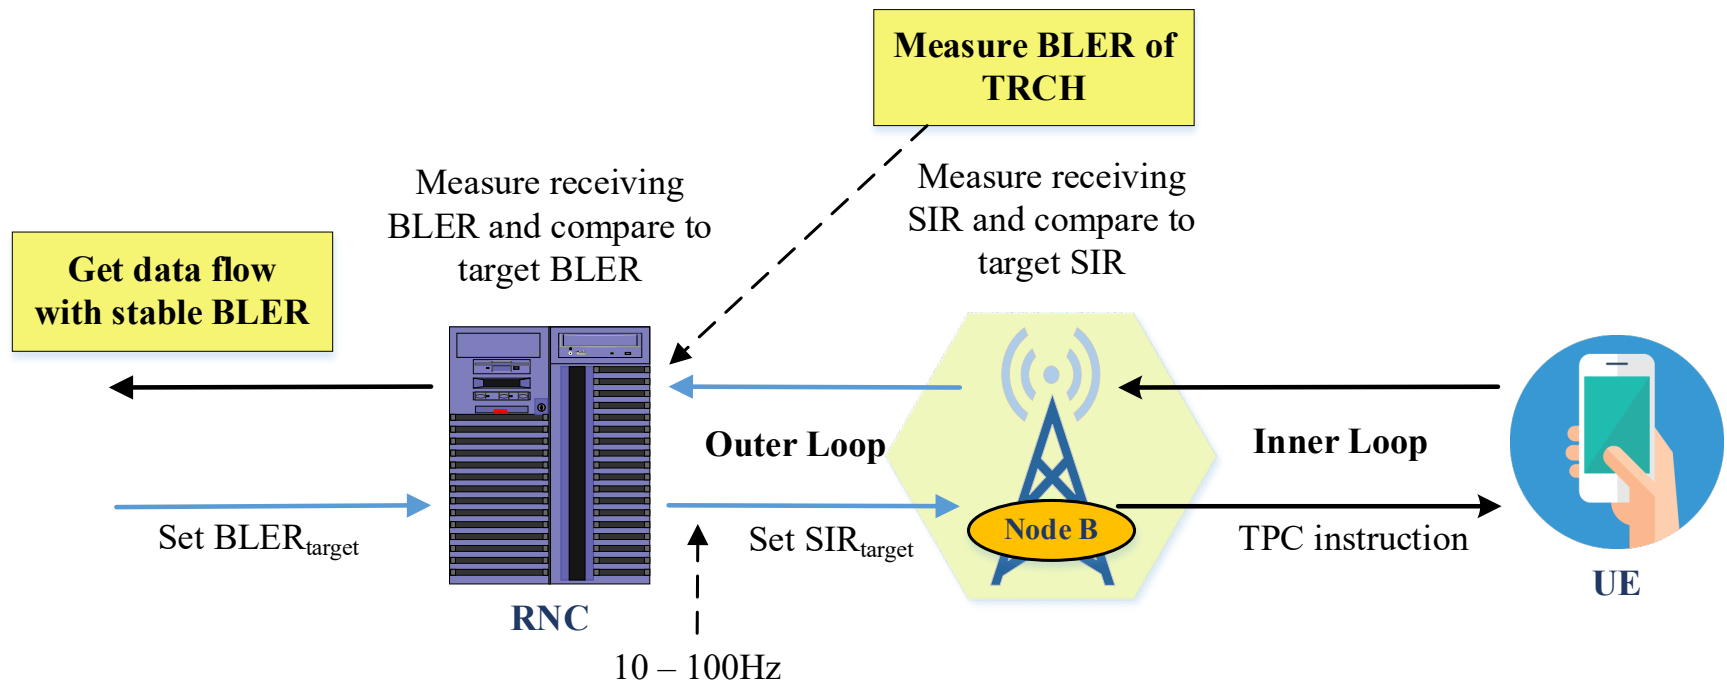 Measure BLER of
TRCH
Measure receiving
BLER and compare to
target BLER
Measure receiving
SIR and compare to
target SIR
Get data flow
with stable BLER
Outer Loop
Inner Loop
Set BLERtarget
Set SIRtarget
Node B
TPC instruction
RNC
UE
10 – 100Hz